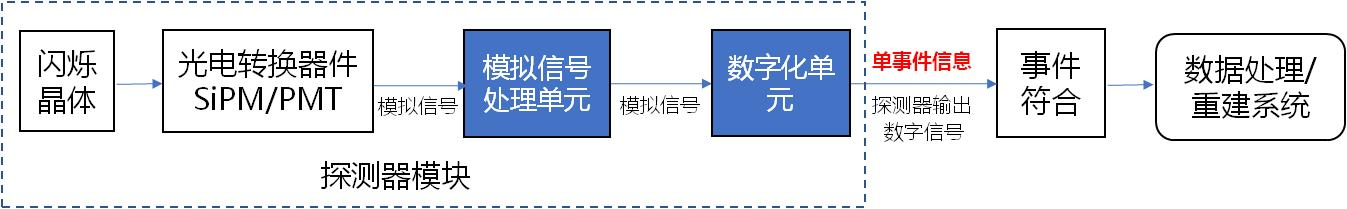 闪烁
晶体
光电转换器件
SiPM/PMT
模拟信号
模拟信号
处理单元
模拟信号
数字化单
元
单事件信息
探测器输出
数字信号
事件
符合
数据处理/
重建系统
探测器模块